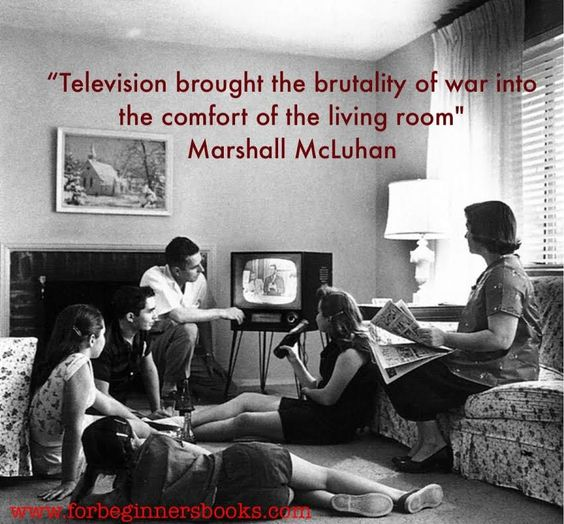 “Television brought the brutality of war into
the comfort of the living room"
Marshall McLuhan
www.forbeginnersbooks.com